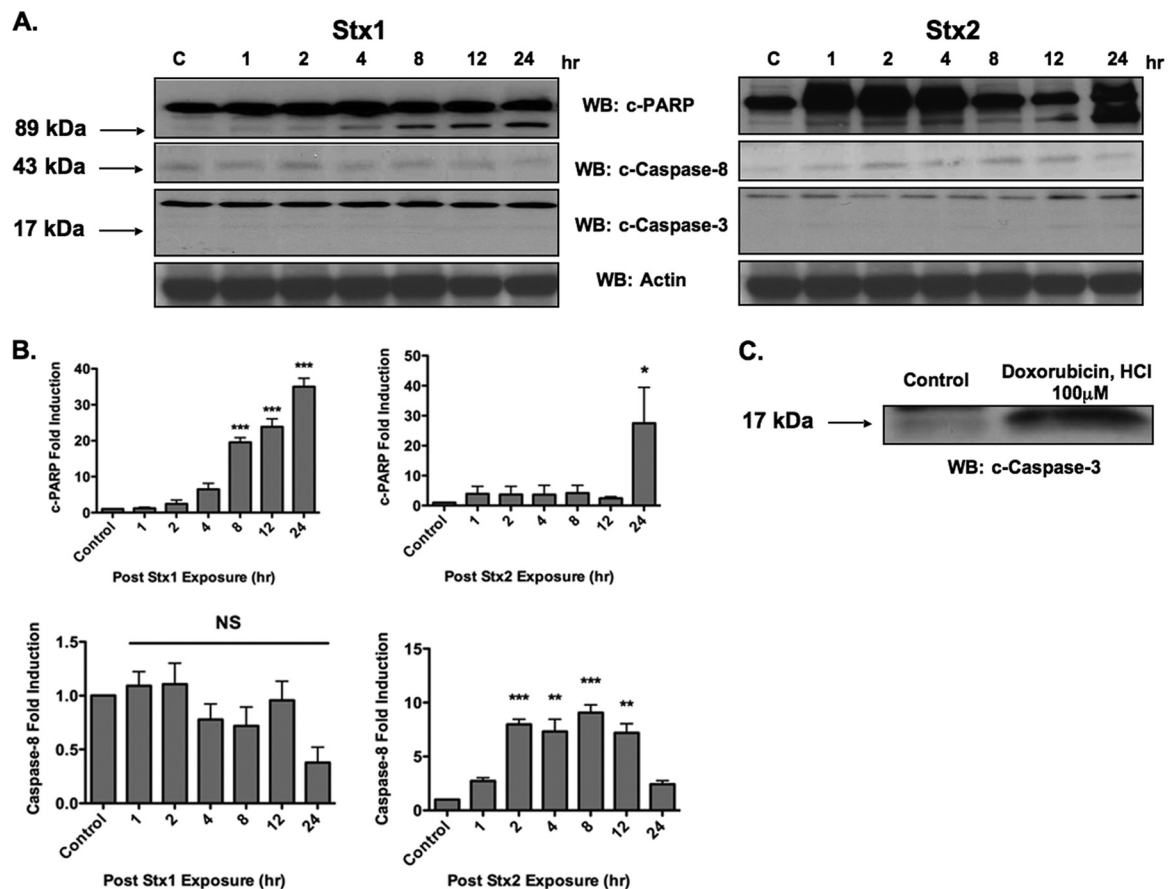 A.
Stx1
Stx2
C 1 2 4 8 12 24 hr
C 1 2 4 8 12 24 hr
WB: c-PARP
89 kDa
43 kDa
WB: c-Caspase-8
17 kDa
WB: c-Caspase-3
WB: Actin
B.
c-PARP Fold Induction
40
30
20
10
0
*** *** ***
Control 1 2 4 8 12 24
Post Stx1 Exposure (hr)
c-PARP Fold Induction
50
40
30
20
10
0
*
Control 1 2 4 8 12 24
Post Stx2 Exposure (hr)
C.
Control
Doxorubicin, HCl
100μM
17 kDa
WB: c-Caspase-3
Caspase-8 Fold Induction
1.5
1.0
0.5
0.0
NS
Control 1 2 4 8 12 24
Post Stx1 Exposure (hr)
Caspase-8 Fold Induction
15
10
5
0
*** ** *** **
Control 1 2 4 8 12 24
Post Stx2 Exposure (hr)